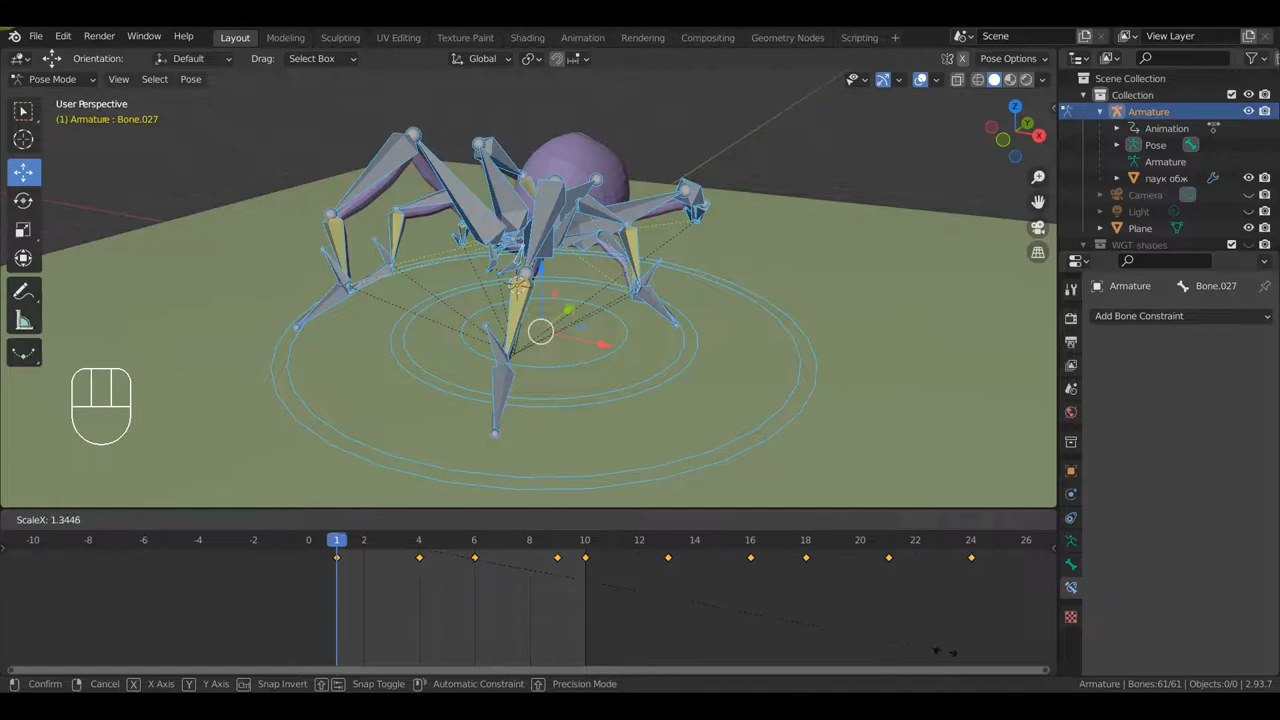 File Edit Render Window Help Layout Modeling Sculpting UV Editing Texture Paint Shading Animation Rendering Compositing Geometry Nodes Scripting + Scene View Layer
Orientation: Default Drag: Select Box Global X Pose Options
Pose Mode View Select Pose
User Perspective
(1) Armature : Bone.027
Z
Y
X
Scene Collection
Collection
Armature
Animation
Pose
Armature
паук обж
Camera
Light
Plane
WGT_shapes
Armature Bone.027
Add Bone Constraint
ScaleX: 1.3446
-10 -8 -6 -4 -2 0 1 2 4 6 8 10 12 14 16 18 20 22 24 26
Confirm Cancel X X Axis Y Y Axis Ctrl Snap Invert Snap Toggle Automatic Constraint Precision Mode Armature | Bones:61/61 | Objects:0/0 | 2.93.7